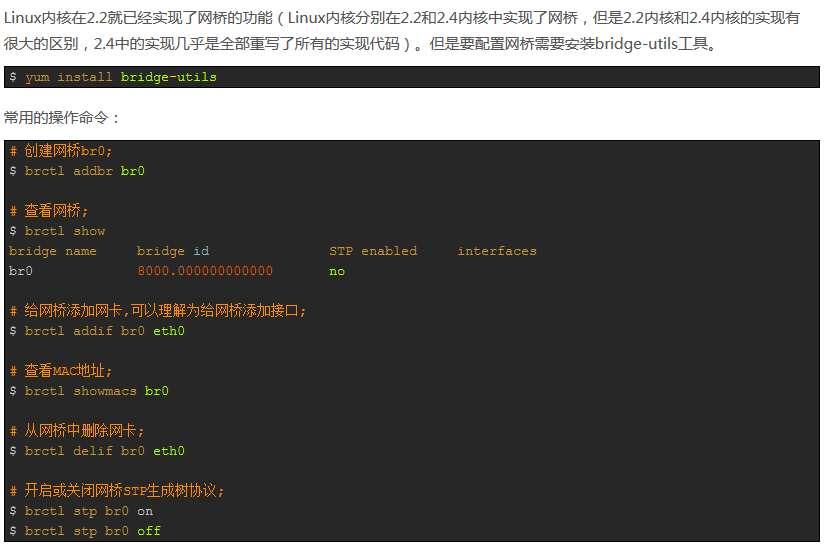 Linux内核在2.2就已经实现了网桥的功能（Linux内核分别在2.2和2.4内核中实现了网桥，但是2.2内核和2.4内核的实现有
很大的区别，2.4中的实现几乎是全部重写了所有的实现代码）。但是要配置网桥需要安装bridge-utils工具。
$ yum install bridge-utils
常用的操作命令：
# 创建网桥br0;
$ brctl addbr br0
# 查看网桥;
$ brctl show
bridge name     bridge id               STP enabled     interfaces
br0             8000.000000000000       no
# 给网桥添加网卡,可以理解为给网桥添加接口;
$ brctl addif br0 eth0
# 查看MAC地址;
$ brctl showmacs br0
# 从网桥中删除网卡;
$ brctl delif br0 eth0
# 开启或关闭网桥STP生成树协议;
$ brctl stp br0 on
$ brctl stp br0 off